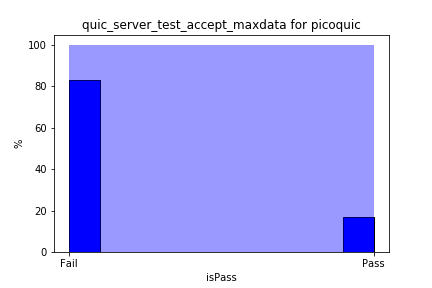 quic_server_test_accept_maxdata for picoquic
100
80
60
40
20
0
%
Fail
Pass
isPass